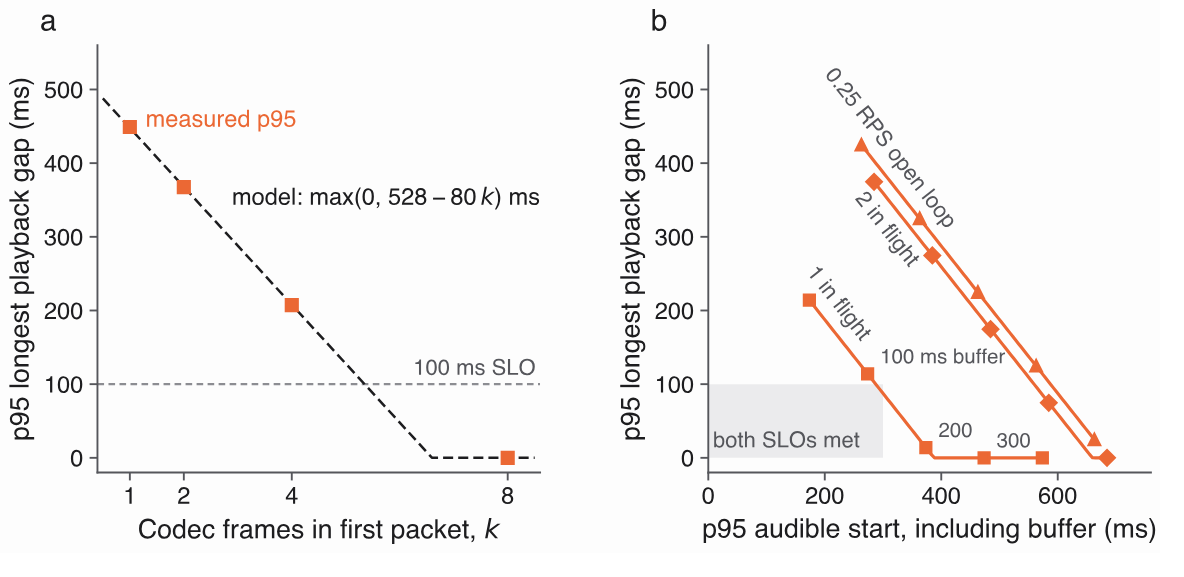 a
p95 longest playback gap (ms)
500
400
300
200
100
0
measured p95
model: max(0, 528 – 80 k) ms
100 ms SLO
1
2
4
8
Codec frames in first packet, k
b
p95 longest playback gap (ms)
500
400
300
200
100
0
0.25 RPS open loop
2 in flight
1 in flight
100 ms buffer
200
300
both SLOs met
0
200
400
600
p95 audible start, including buffer (ms)